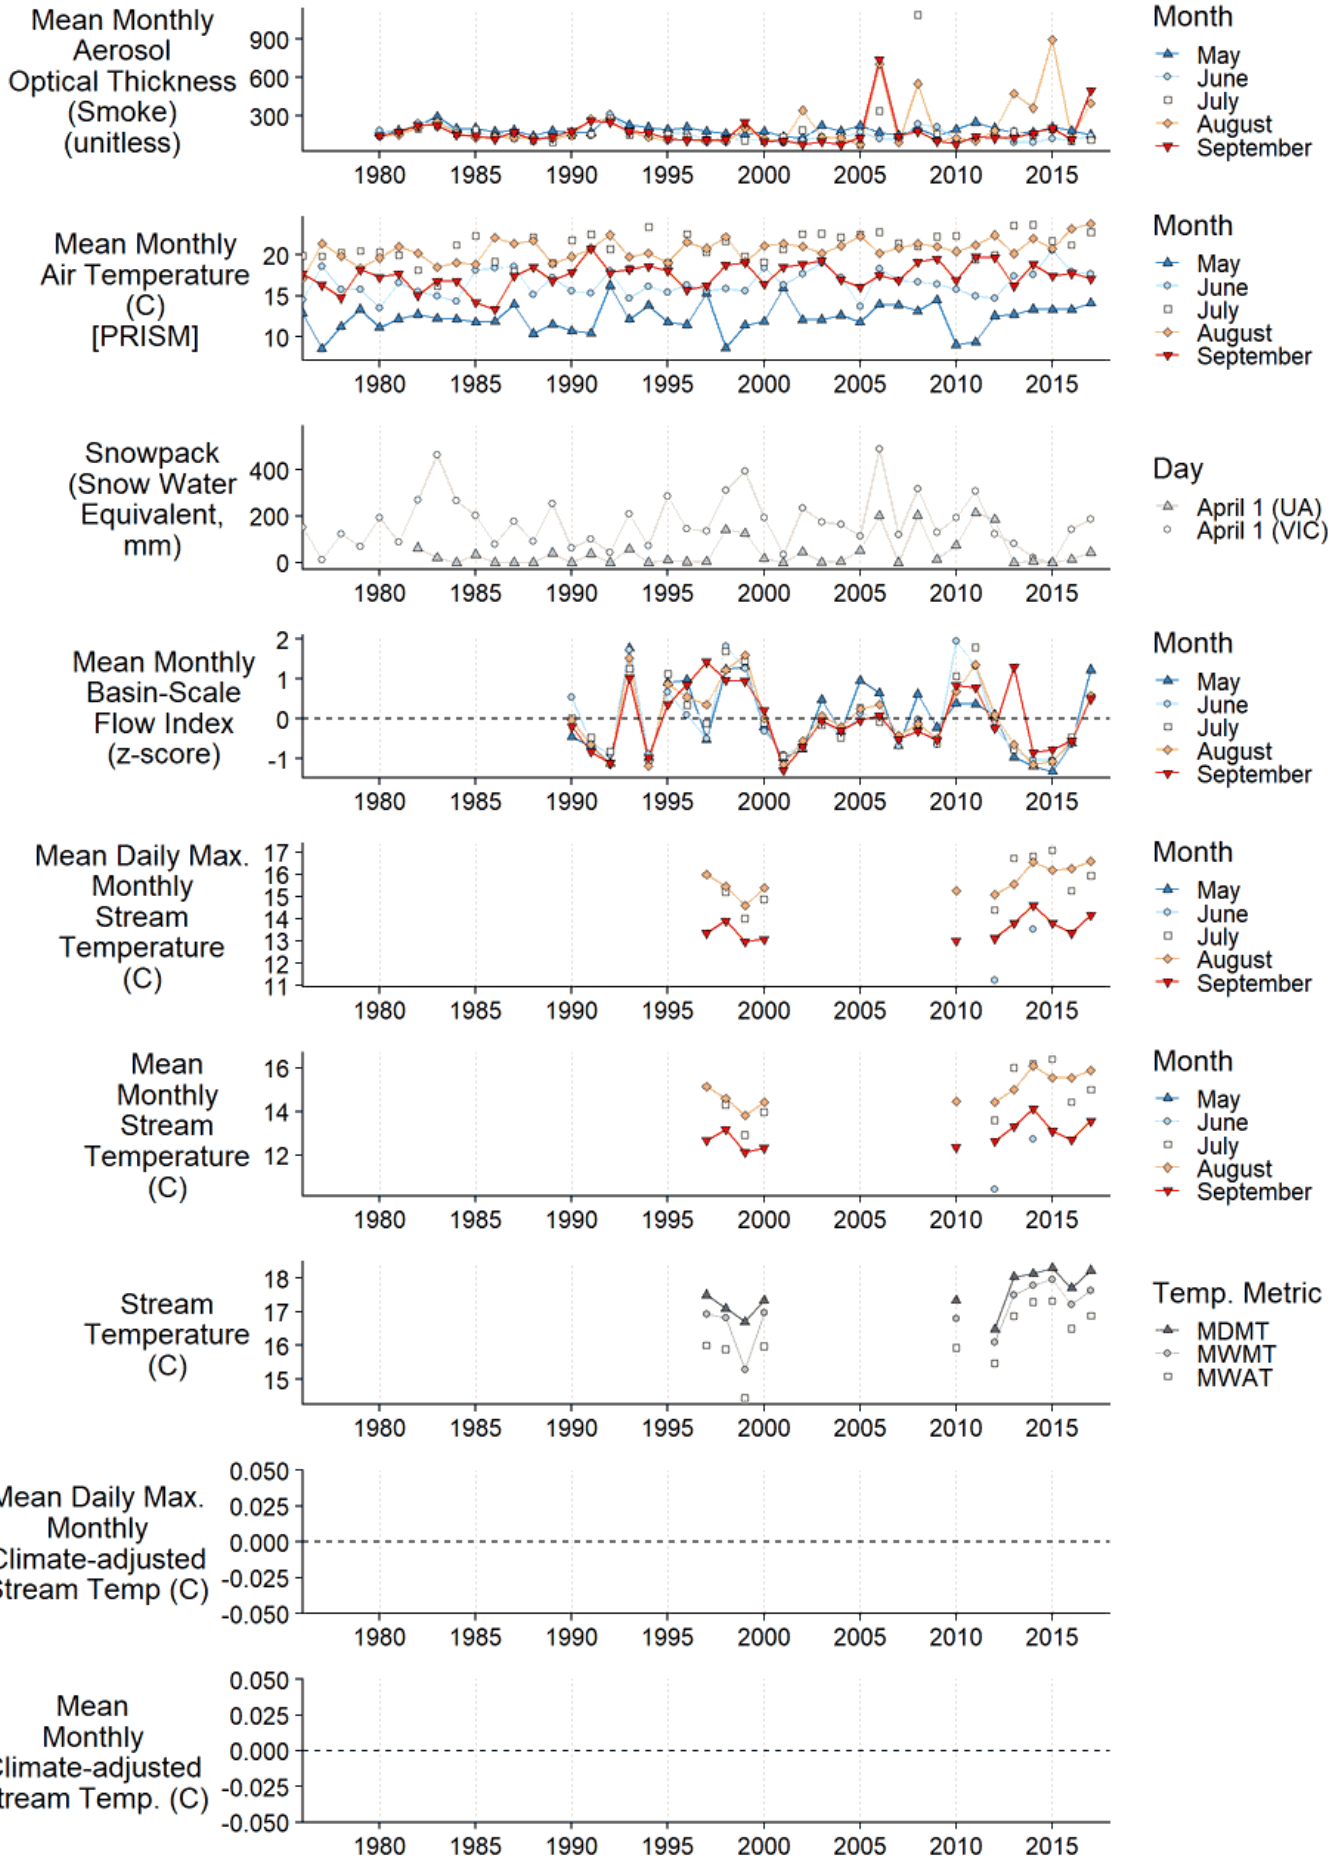 Mean Monthly
Aerosol
Optical Thickness
(Smoke)
(unitless)
900
600
300
1980 1985 1990 1995 2000 2005 2010 2015
Month
May
June
July
August
September
Mean Monthly
Air Temperature
(C)
[PRISM]
20
15
10
1980 1985 1990 1995 2000 2005 2010 2015
Month
May
June
July
August
September
Snowpack
(Snow Water
Equivalent,
mm)
400
200
0
1980 1985 1990 1995 2000 2005 2010 2015
Day
April 1 (UA)
April 1 (VIC)
Mean Monthly
Basin-Scale
Flow Index
(z-score)
2
1
0
-1
1980 1985 1990 1995 2000 2005 2010 2015
Month
May
June
July
August
September
Mean Daily Max.
Monthly
Stream
Temperature
(C)
17
16
15
14
13
12
11
1980 1985 1990 1995 2000 2005 2010 2015
Month
May
June
July
August
September
Mean
Monthly
Stream
Temperature
(C)
16
14
12
1980 1985 1990 1995 2000 2005 2010 2015
Month
May
June
July
August
September
Stream
Temperature
(C)
18
17
16
15
1980 1985 1990 1995 2000 2005 2010 2015
Temp. Metric
MDMT
MWMT
MWAT
Mean Daily Max.
Monthly
Climate-adjusted
Stream Temp (C)
0.050
0.025
0.000
-0.025
-0.050
1980 1985 1990 1995 2000 2005 2010 2015
Mean
Monthly
Climate-adjusted
Stream Temp. (C)
0.050
0.025
0.000
-0.025
-0.050
1980 1985 1990 1995 2000 2005 2010 2015